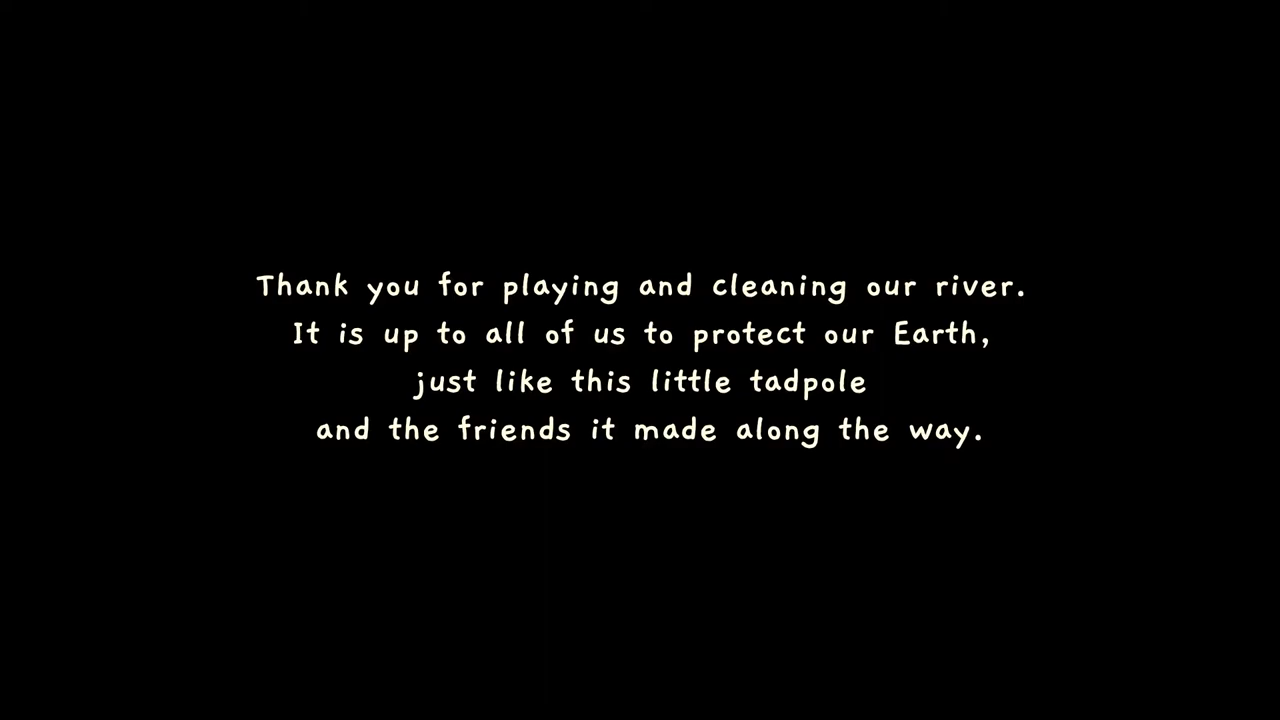 Thank you for playing and cleaning our river.
It is up to all of us to protect our Earth,
just like this little tadpole
and the friends it made along the way.